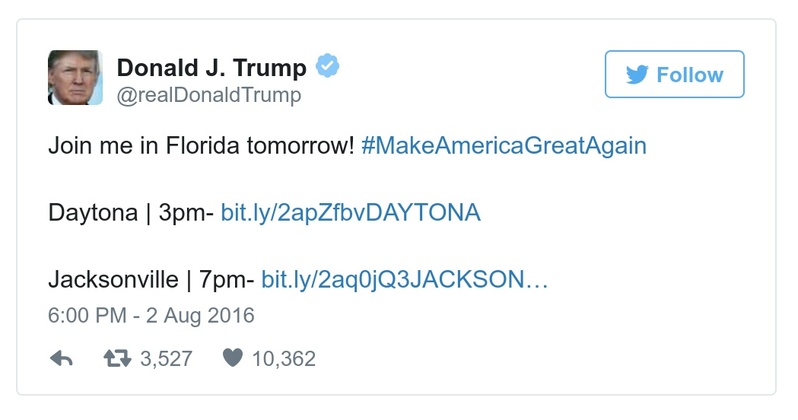 Donald J. Trump
Follow
@realDonaldTrump
Join me in Florida tomorrow! #MakeAmericaGreatAgain
Daytona | 3pm- bit.ly/2apZfbvDAYTONA
Jacksonville | 7pm- bit.ly/2aq0jQ3JACKSON…
6:00 PM - 2 Aug 2016
3,527 10,362